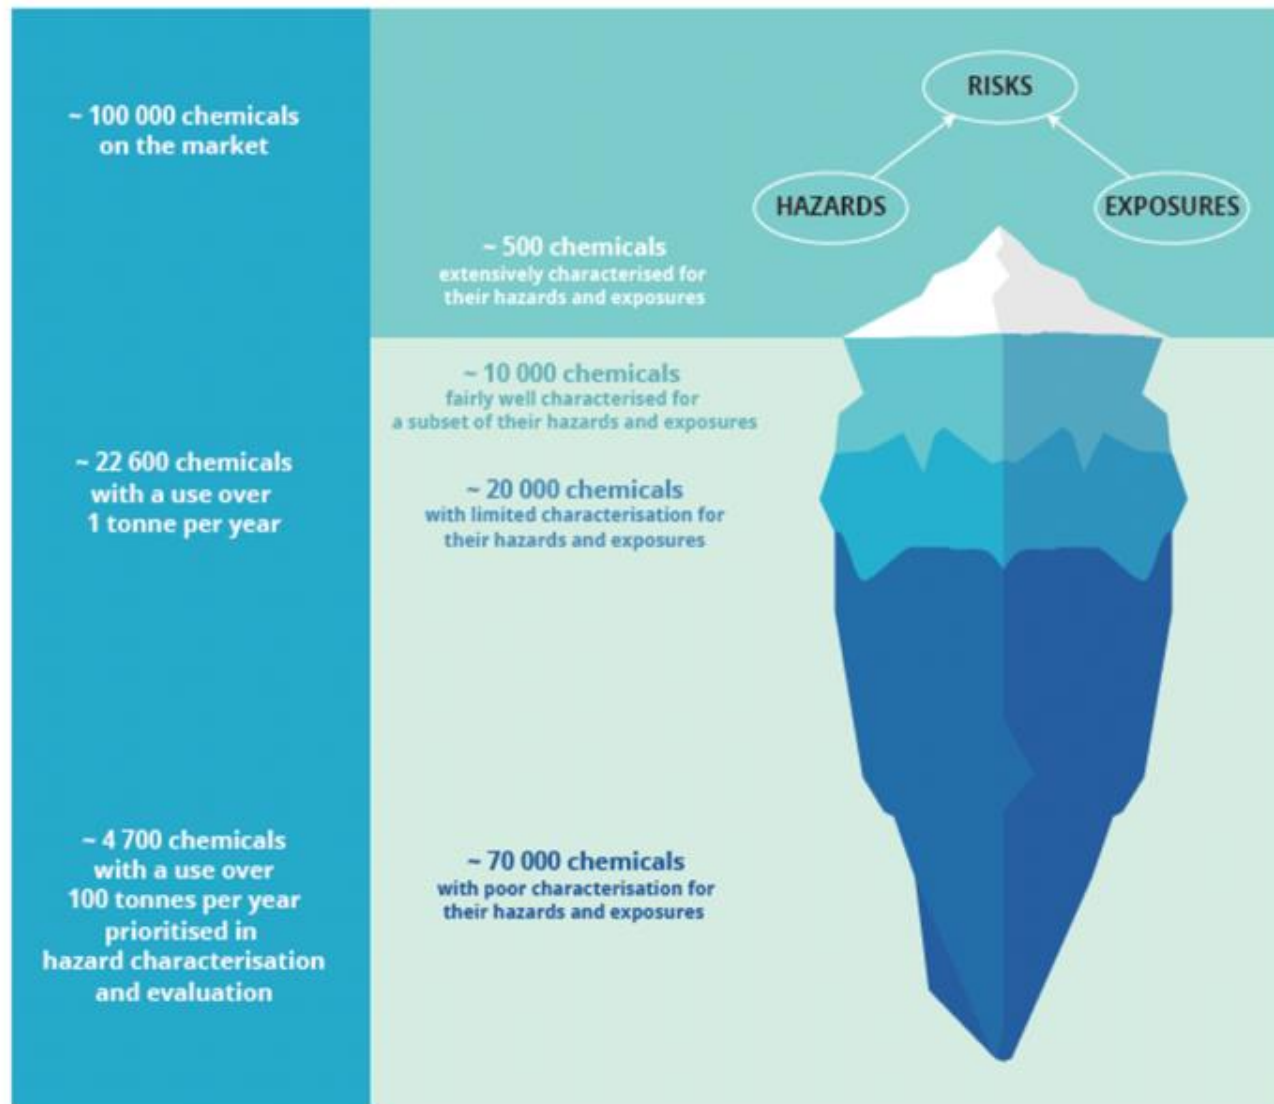 ~ 100 000 chemicals
on the market
~ 22 600 chemicals
with a use over
1 tonne per year
~ 4 700 chemicals
with a use over
100 tonnes per year
prioritised in
hazard characterisation
and evaluation
RISKS
HAZARDS
EXPOSURES
~ 500 chemicals
extensively characterised for
their hazards and exposures
~ 10 000 chemicals
fairly well characterised for
a subset of their hazards and exposures
~ 20 000 chemicals
with limited characterisation for
their hazards and exposures
~ 70 000 chemicals
with poor characterisation for
their hazards and exposures